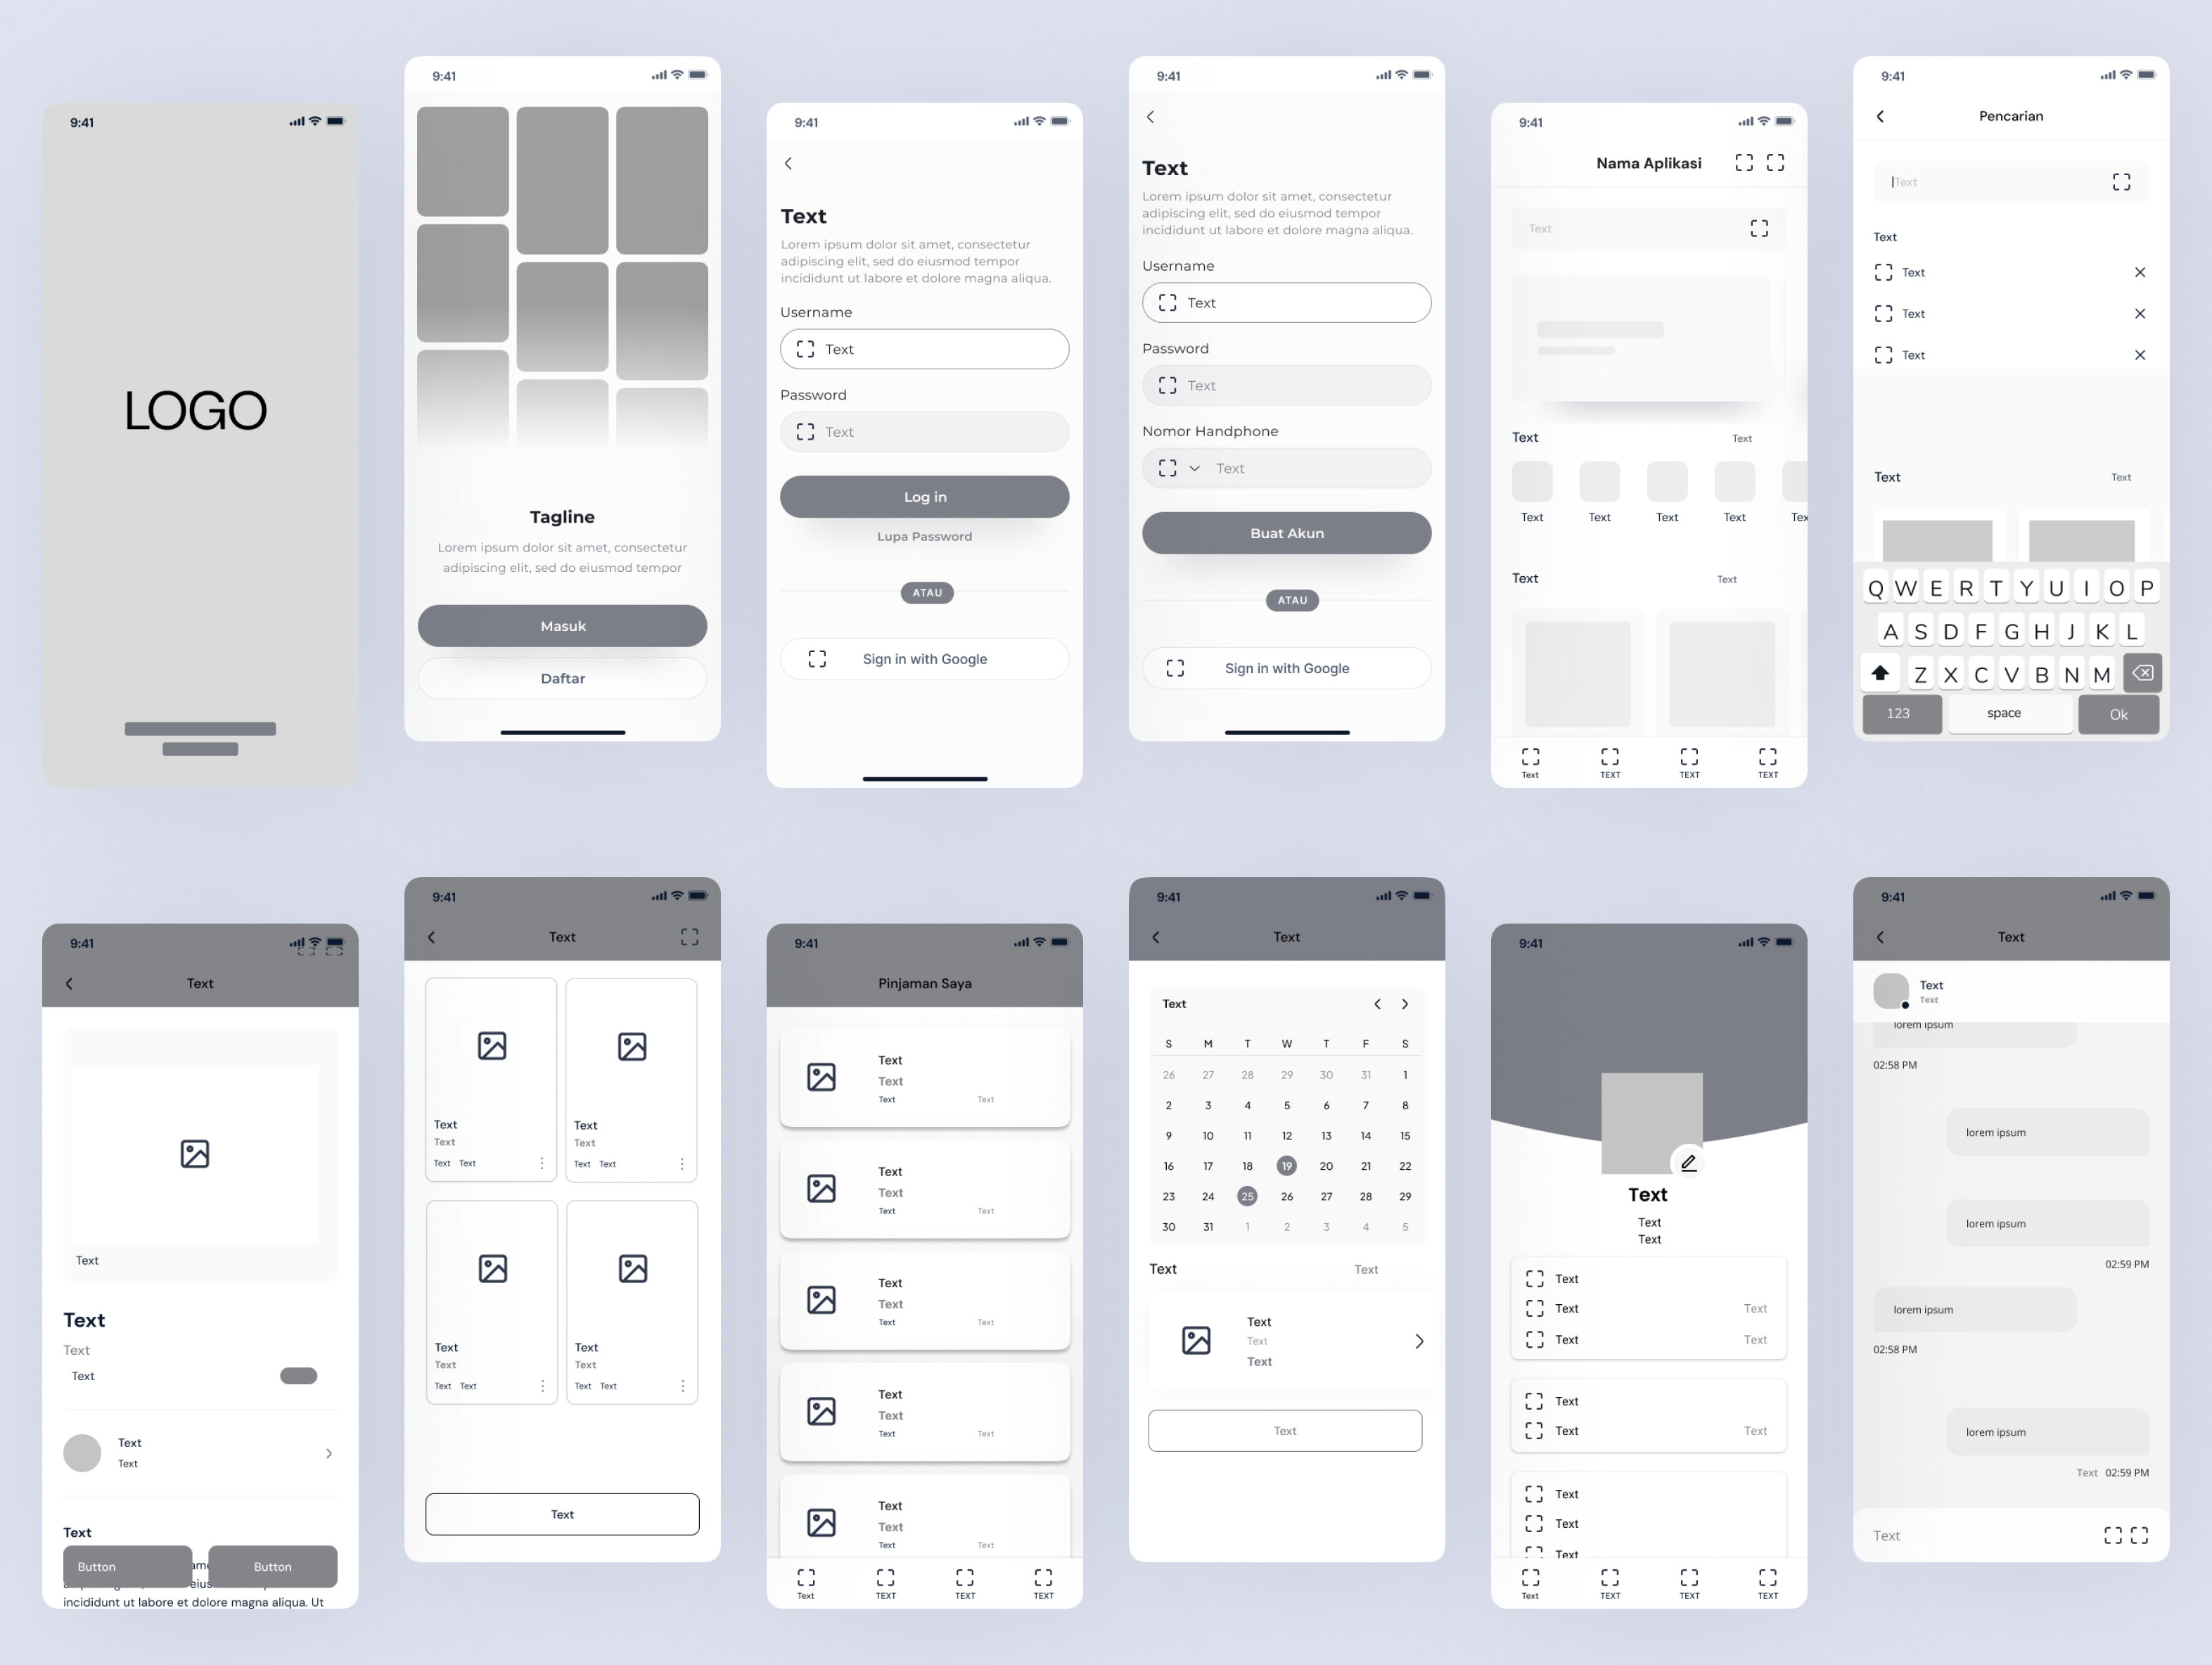 9:41
LOGO
9:41
Tagline
Lorem ipsum dolor sit amet, consectetur
adipiscing elit, sed do eiusmod tempor
Masuk
Daftar
9:41
Text
Lorem ipsum dolor sit amet, consectetur
adipiscing elit, sed do eiusmod tempor
incididunt ut labore et dolore magna aliqua.
Username
Text
Password
Text
Log in
Lupa Password
ATAU
Sign in with Google
9:41
Text
Lorem ipsum dolor sit amet, consectetur
adipiscing elit, sed do eiusmod tempor
incididunt ut labore et dolore magna aliqua.
Username
Text
Password
Text
Nomor Handphone
Text
Buat Akun
ATAU
Sign in with Google
9:41
Nama Aplikasi
Text
Text Text
Text Text Text Text Tex
Text Text
Text TEXT TEXT TEXT
9:41
Pencarian
Text
Text
Text
Text
Text
Text Text
Q W E R T Y U I O P
A S D F G H J K L
Z X C V B N M
123 space Ok
9:41
Text
Text
Text
Text
Text
Text
Text
Text
Button Button
incididunt ut labore et dolore magna aliqua. Ut
9:41
Text
Text Text
Text Text
Text Text Text Text
Text Text
Text Text
Text Text Text Text
Text
9:41
Pinjaman Saya
Text
Text
Text Text
Text
Text
Text Text
Text
Text
Text Text
Text
Text
Text Text
Text
Text
Text Text
Text TEXT TEXT TEXT
9:41
Text
Text
S M T W T F S
26 27 28 29 30 31 1
2 3 4 5 6 7 8
9 10 11 12 13 14 15
16 17 18 19 20 21 22
23 24 25 26 27 28 29
30 31 1 2 3 4 5
Text Text
Text
Text
Text
Text
9:41
Text
Text
Text
Text
Text Text
Text Text
Text
Text Text
Text
Text
Text
Text TEXT TEXT TEXT
9:41
Text
Text
Text
lorem ipsum
02:58 PM
lorem ipsum
lorem ipsum
02:59 PM
lorem ipsum
02:58 PM
lorem ipsum
Text 02:59 PM
Text